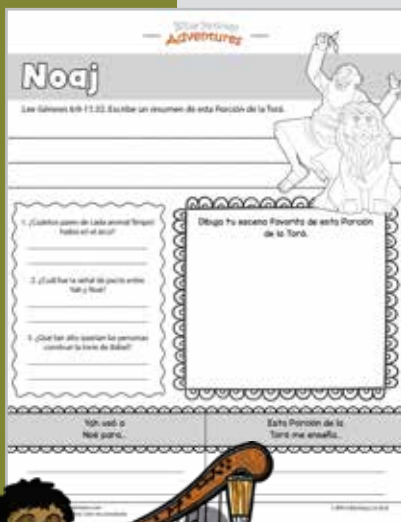 Bible Pathway
Adventures
Noaj
Lee Génesis 6:9-11:32. Escribe un resumen de esta Porción de la Torá.
1. ¿Cuántos pares de cada animal limpio
había en el arca?
2. ¿Cuál fue la señal de pacto entre
Yah y Noé?
3. ¿Qué tan alto querían las personas
construir la torre de Babel?
Dibuja tu escena favorita de esta Porción
de la Torá.
Yah usó a
Noé para...
Esta Porción de la
Torá me enseña...